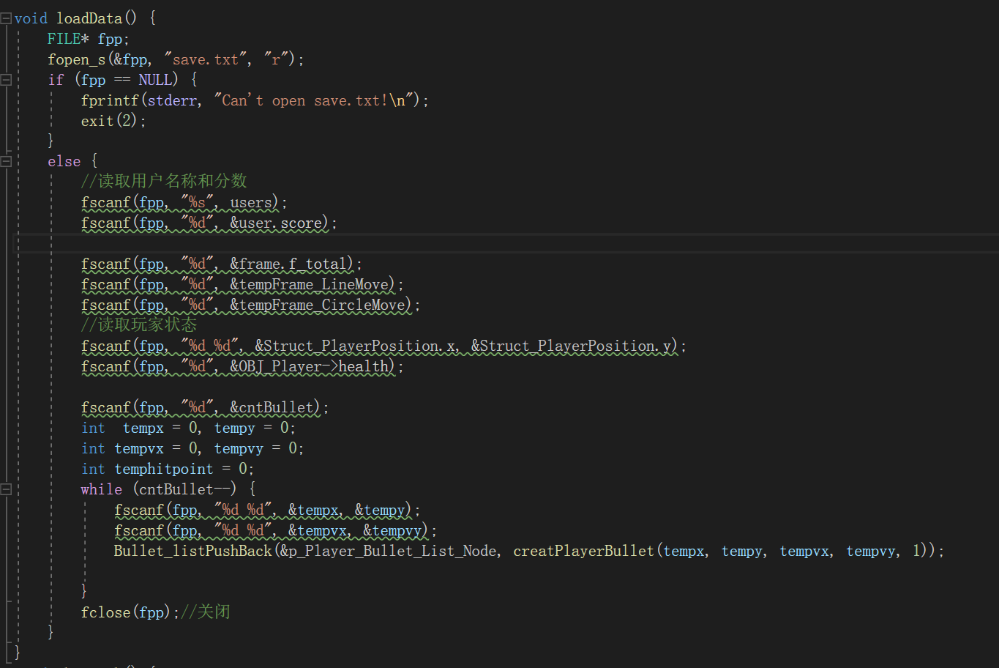 void loadData() {
FILE* fpp;
fopen_s(&fpp, "save.txt", "r");
if (fpp == NULL) {
fprintf(stderr, "Can't open save.txt!\n");
exit(2);
}
else {
//读取用户名称和分数
fscanf(fpp, "%s", users);
fscanf(fpp, "%d", &user.score);
fscanf(fpp, "%d", &frame.f_total);
fscanf(fpp, "%d", &tempFrame_LineMove);
fscanf(fpp, "%d", &tempFrame_CircleMove);
//读取玩家状态
fscanf(fpp, "%d %d", &Struct_PlayerPosition.x, &Struct_PlayerPosition.y);
fscanf(fpp, "%d", &OBJ_Player->health);
fscanf(fpp, "%d", &cntBullet);
int  tempx = 0, tempy = 0;
int tempvx = 0, tempvy = 0;
int temphitpoint = 0;
while (cntBullet--) {
fscanf(fpp, "%d %d", &tempx, &tempy);
fscanf(fpp, "%d %d", &tempvx, &tempvy);
Bullet_listPushBack(&p_Player_Bullet_List_Node, creatPlayerBullet(tempx, tempy, tempvx, tempvy, 1));
}
fclose(fpp);//关闭
}
}